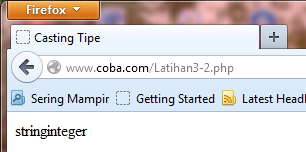 Firefox
Casting Tipe
www.coba.com/Latihan3-2.php
Sering Mampir Getting Started Latest Headl
stringinteger